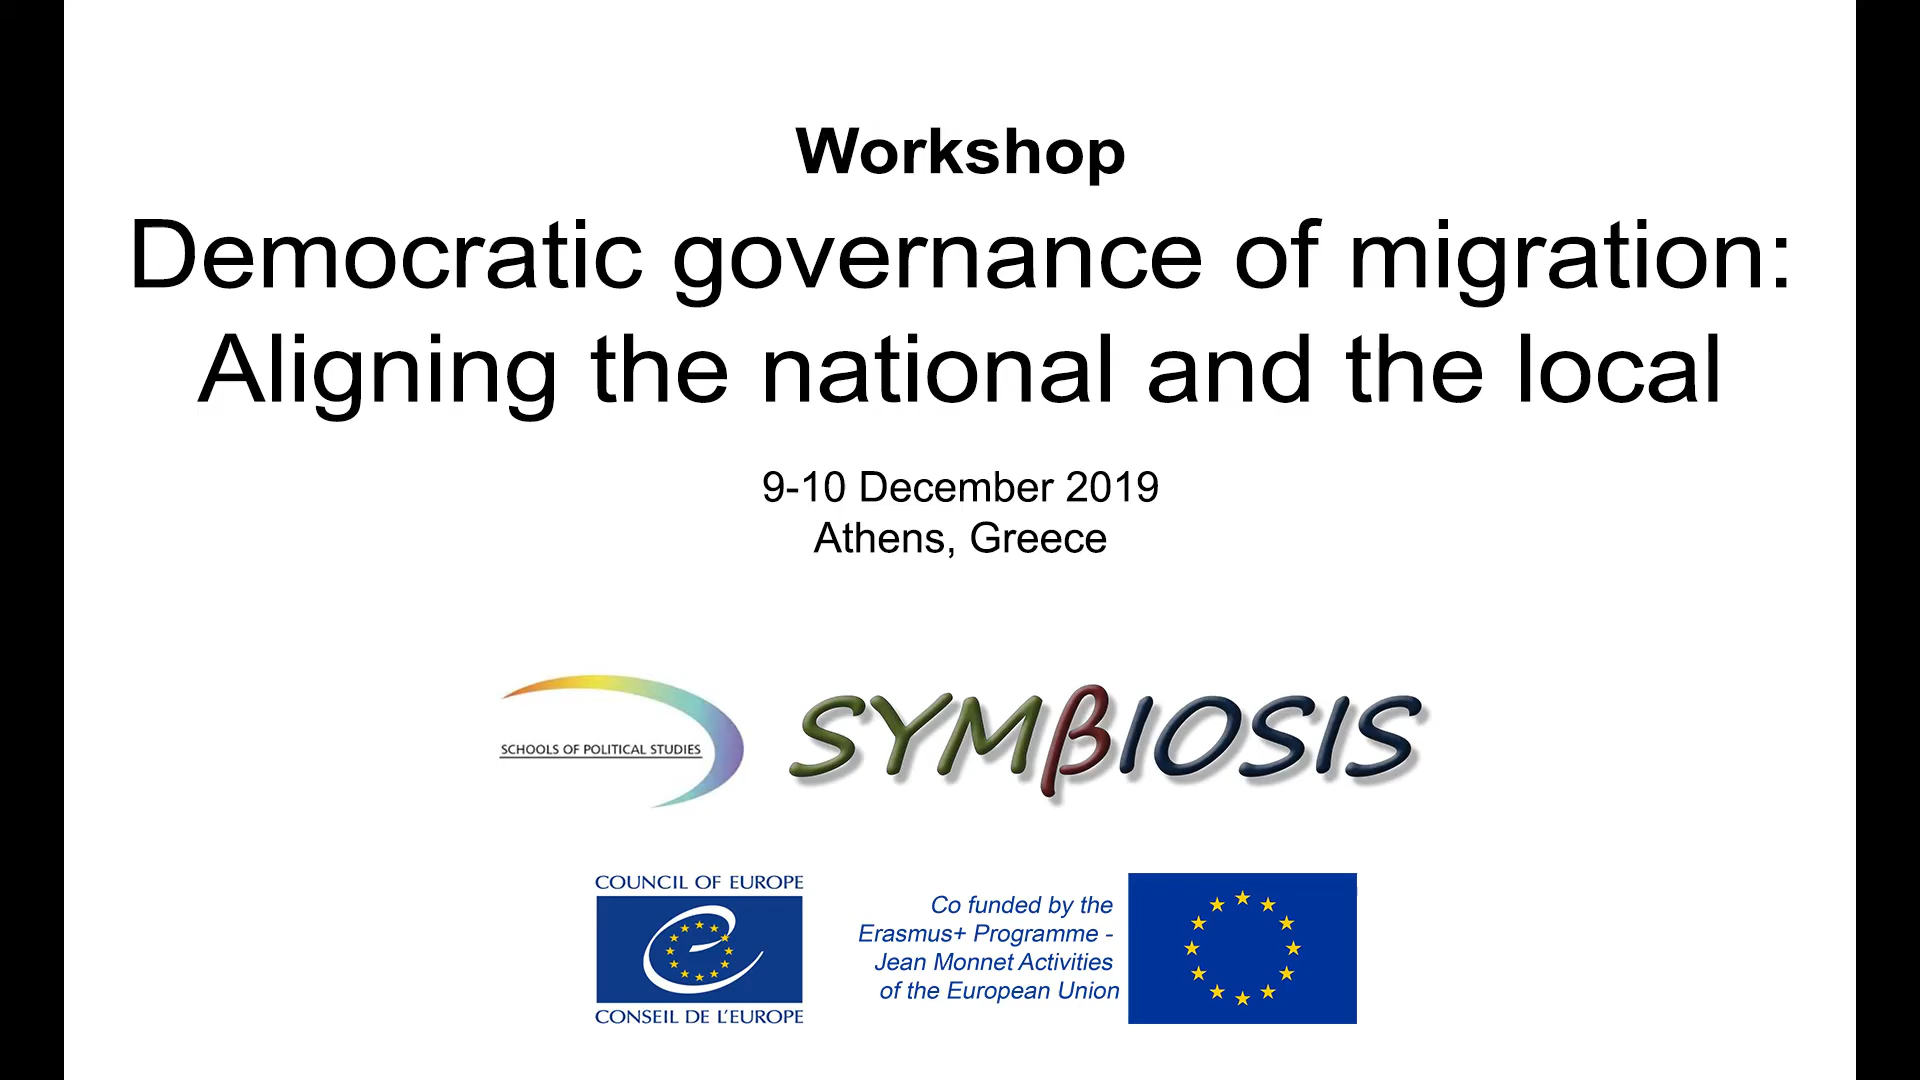 Workshop
Democratic governance of migration:
Aligning the national and the local
9-10 December 2019
Athens, Greece
SCHOOLS OF POLITICAL STUDIES
SYMβIOSIS
COUNCIL OF EUROPE
CONSEIL DE L'EUROPE
Co funded by the
Erasmus+ Programme -
Jean Monnet Activities
of the European Union